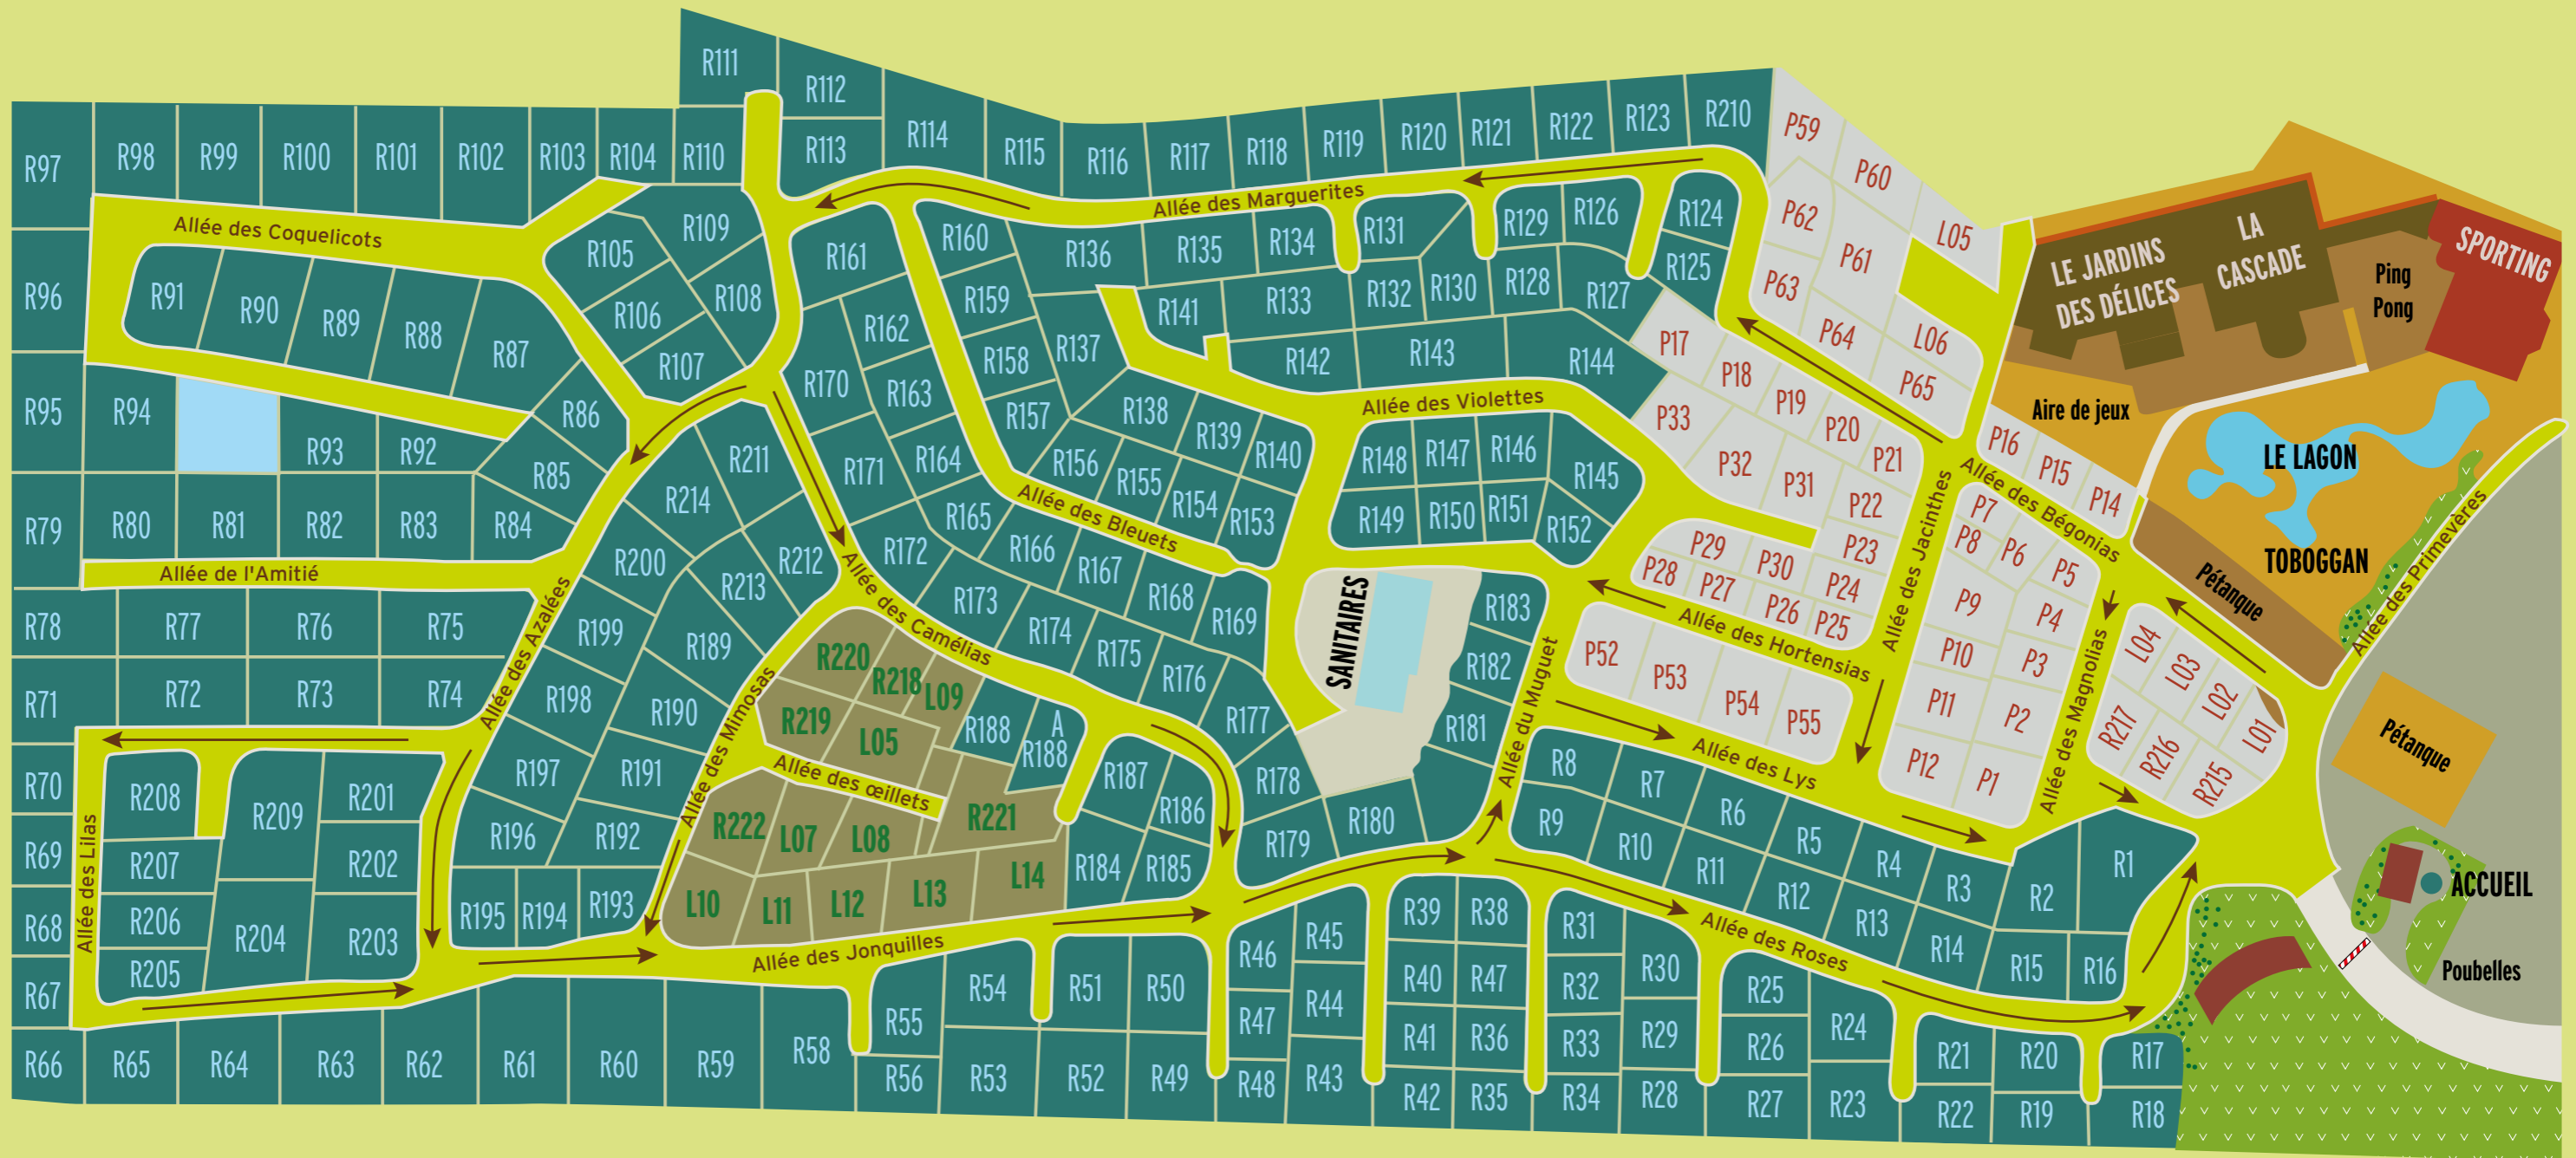 R111
R112
R97
R98
R99
R100
R101
R102
R103
R104
R110
R113
R114
R115
R116
R117
R118
R119
R120
R121
R122
R123
R210
P59
P60
L05
Allée des Coquelicots
Allée des Marguerites
R105
R109
R161
R160
R136
R135
R134
R131
R129
R126
R124
P62
P61
LE JARDINS
DES DÉLICES
LA
CASCADE
Ping
Pong
SPORTING
R96
R91
R90
R89
R88
R87
R106
R108
R107
R162
R159
R141
R133
R132
R130
R128
R127
R125
P63
P64
L06
P65
R95
R94
R93
R92
R86
R85
R170
R163
R158
R137
R142
R143
R144
P17
P18
P19
P20
P21
P33
P32
P31
P22
Aire de jeux
P16
P15
P14
LE LAGON
TOBOGGAN
Allée des Violettes
R157
R138
R139
R140
R148
R147
R146
R145
R211
R214
R171
R164
R156
R155
R154
R153
R149
R150
R151
R152
R79
R80
R81
R82
R83
R84
Allée des Bleuets
R165
R172
R166
R167
R168
R169
R212
R213
R200
Allée de l'Amitié
Allée des Azalées
Allée des Camélias
Allée des Jacinthes
Allée des Bégonias
Allée des Primevères
P7
P8
P6
P5
P29
P30
P23
P28
P27
P26
P24
P25
Pétanque
SANITAIRES
R183
R182
R181
Allée des Hortensias
P9
P4
P10
P3
P11
P2
P12
P1
Allée des Magnolias
L04
L03
L02
L01
R217
R216
R215
R78
R77
R76
R75
R199
R189
R173
R174
R175
R176
R177
R71
R72
R73
R74
R198
R190
Allée des Mimosas
R220
R218
L09
R219
L05
R188
A
R188
P52
P53
P54
P55
Allée du Muguet
Allée des Lys
Pétanque
R70
R208
R209
R201
R197
R191
Allée des œillets
R222
L07
L08
R221
R187
R186
R178
R180
R179
R8
R7
R6
R5
R4
R3
R2
R1
R9
R10
R11
R12
R13
R14
R15
R16
R69
Allée des Lilas
R207
R202
R196
R192
L10
L11
L12
L13
L14
R184
R185
ACCUEIL
R68
R206
R204
R203
R195
R194
R193
Allée des Jonquilles
Allée des Roses
R67
R205
R46
R45
R39
R38
R31
R30
R54
R51
R50
R40
R47
R32
R25
R24
Poubelles
R55
R47
R44
R41
R36
R33
R29
R26
R21
R20
R17
R66
R65
R64
R63
R62
R61
R60
R59
R58
R56
R53
R52
R49
R48
R43
R42
R35
R34
R28
R27
R23
R22
R19
R18